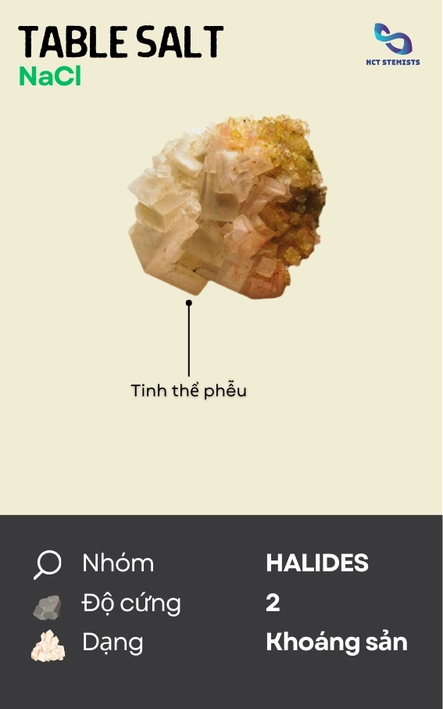 TABLE SALT
NaCl
NCT STEMISTS
Tinh thể phễu
Nhóm HALIDES
Độ cứng 2
Dạng Khoáng sản